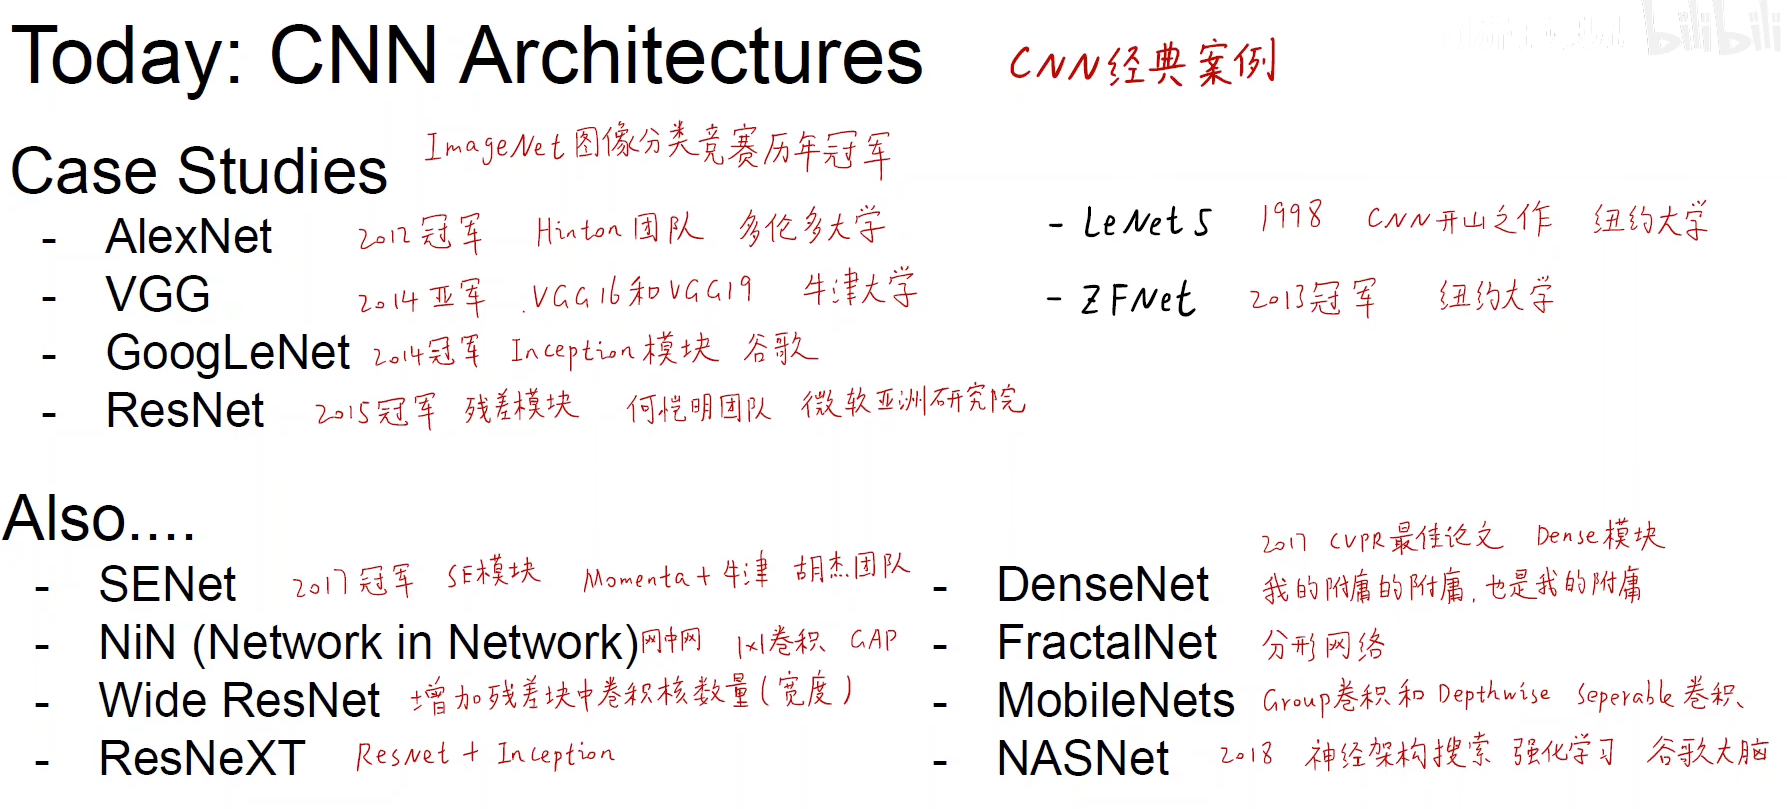 bilibili
Today: CNN Architectures CNN经典案例
Case Studies ImageNet图像分类竞赛历年冠军
- AlexNet 2012冠军 Hinton团队 多伦多大学
- VGG 2014亚军 .VGG16和VGG19 牛津大学
- GoogLeNet 2014冠军 Inception模块 谷歌
- ResNet 2015冠军 残差模块 何恺明团队 微软亚洲研究院
- LeNet5 1998 CNN开山之作 纽约大学
- ZFNet 2013冠军 纽约大学
Also....
- SENet 2017冠军 SE模块 Momenta+牛津 胡杰团队
- NiN (Network in Network) 网中网 1x1卷积、GAP
- Wide ResNet 增加残差块中卷积核数量(宽度)
- ResNeXT ResNet + Inception
2017 CVPR最佳论文 Dense模块
- DenseNet 我的附庸的附庸,也是我的附庸
- FractalNet 分形网络
- MobileNets Group卷积和Depthwise Seperable卷积、
- NASNet 2018 神经架构搜索 强化学习 谷歌大脑